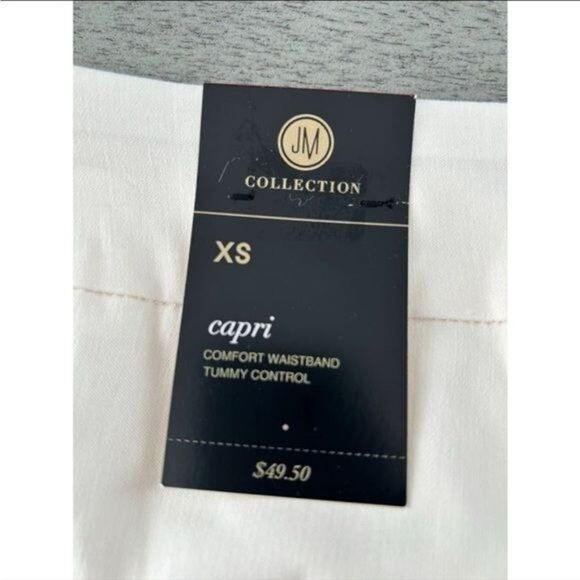 JM
COLLECTION
XS
capri
COMFORT WAISTBAND
TUMMY CONTROL
$49.50